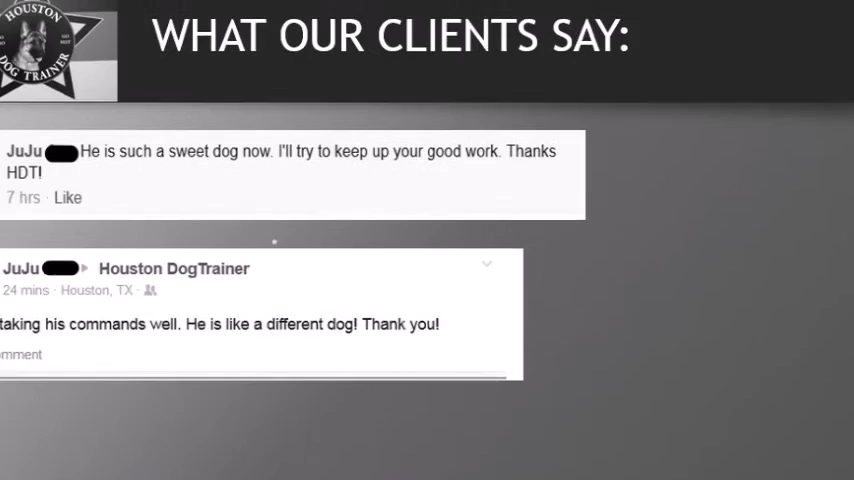 HOUSTON
DOG TRAINER
WHAT OUR CLIENTS SAY:
JuJu He is such a sweet dog now. I'll try to keep up your good work. Thanks
HDT!
7 hrs · Like
JuJu Houston DogTrainer
24 mins · Houston, TX ·
taking his commands well. He is like a different dog! Thank you!
omment